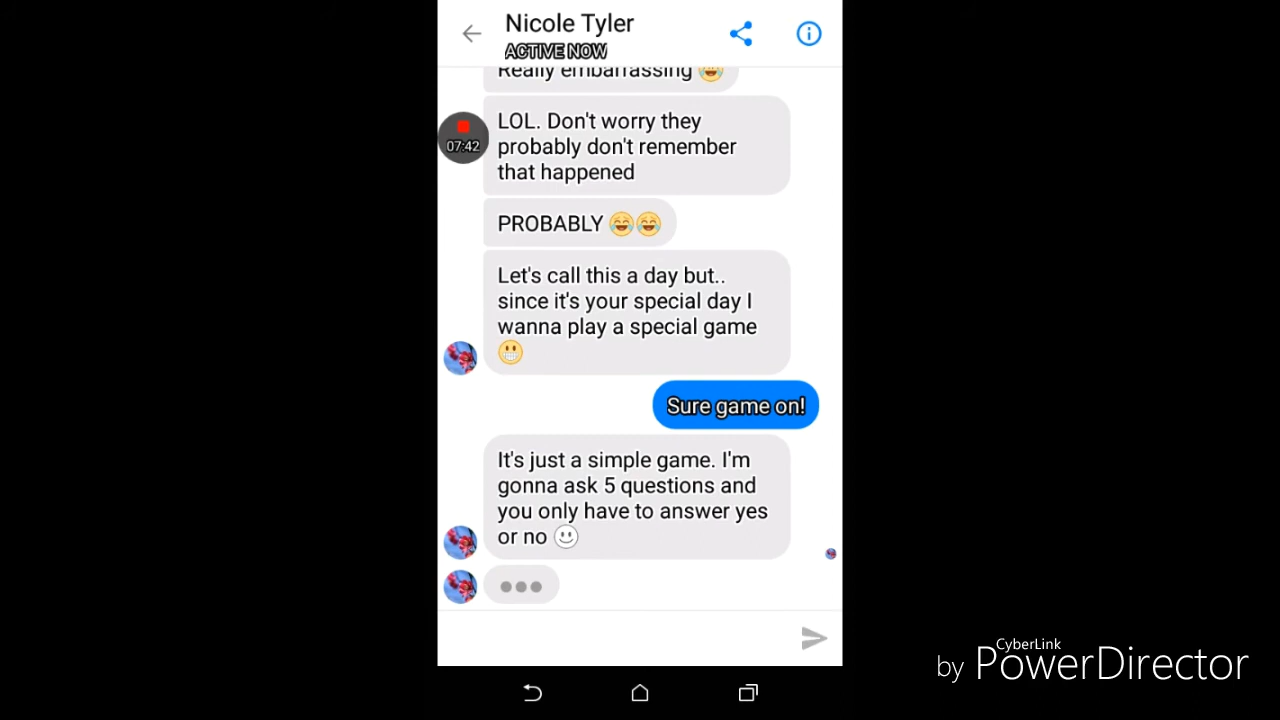 Nicole Tyler
ACTIVE NOW
Really embarrassing
LOL. Don't worry they
probably don't remember
that happened
07:42
PROBABLY 😂😂
Let's call this a day but..
since it's your special day I
wanna play a special game
😬
Sure game on!
It's just a simple game. I'm
gonna ask 5 questions and
you only have to answer yes
or no 🙂
CyberLink
by PowerDirector